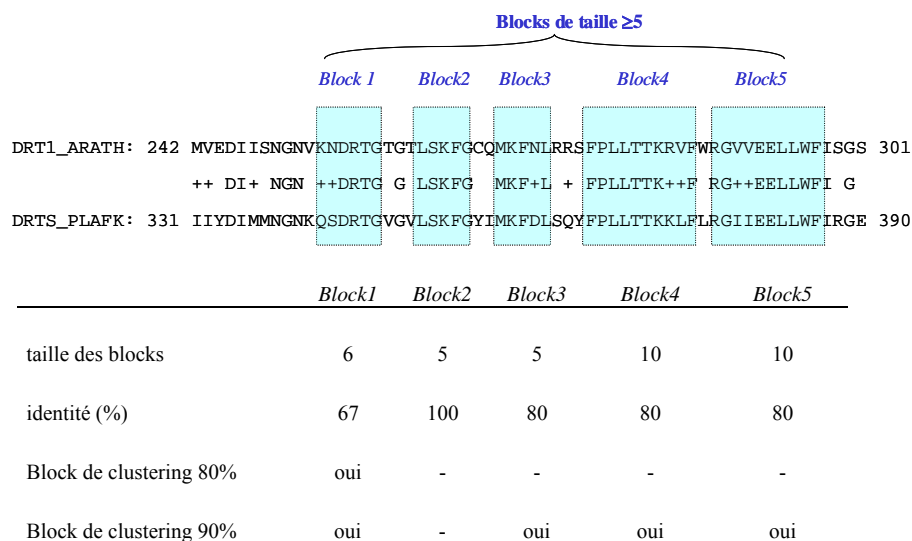 Blocks de taille ≥5
Block 1 Block2 Block3 Block4 Block5
DRT1_ARATH: 242 MVEDIISNGNVKNDRTGTGTLSKFGCQMKFNLRRSFPLLTTKRVFWRGVVEELLWFISGS 301
++ DI+ NGN ++DRTG G LSKFG MKF+L + FPLLTTK++F RG++EELLWFI G
DRTS_PLAFK: 331 IIYDIMMNGNKQSDRTGVGVLSKFGYIMKFDLSQYFPLLTTKKLFLRGIIEELLWFIRGE 390
Block1 Block2 Block3 Block4 Block5
taille des blocks 6 5 5 10 10
identité (%) 67 100 80 80 80
Block de clustering 80% oui - - - -
Block de clustering 90% oui - oui oui oui